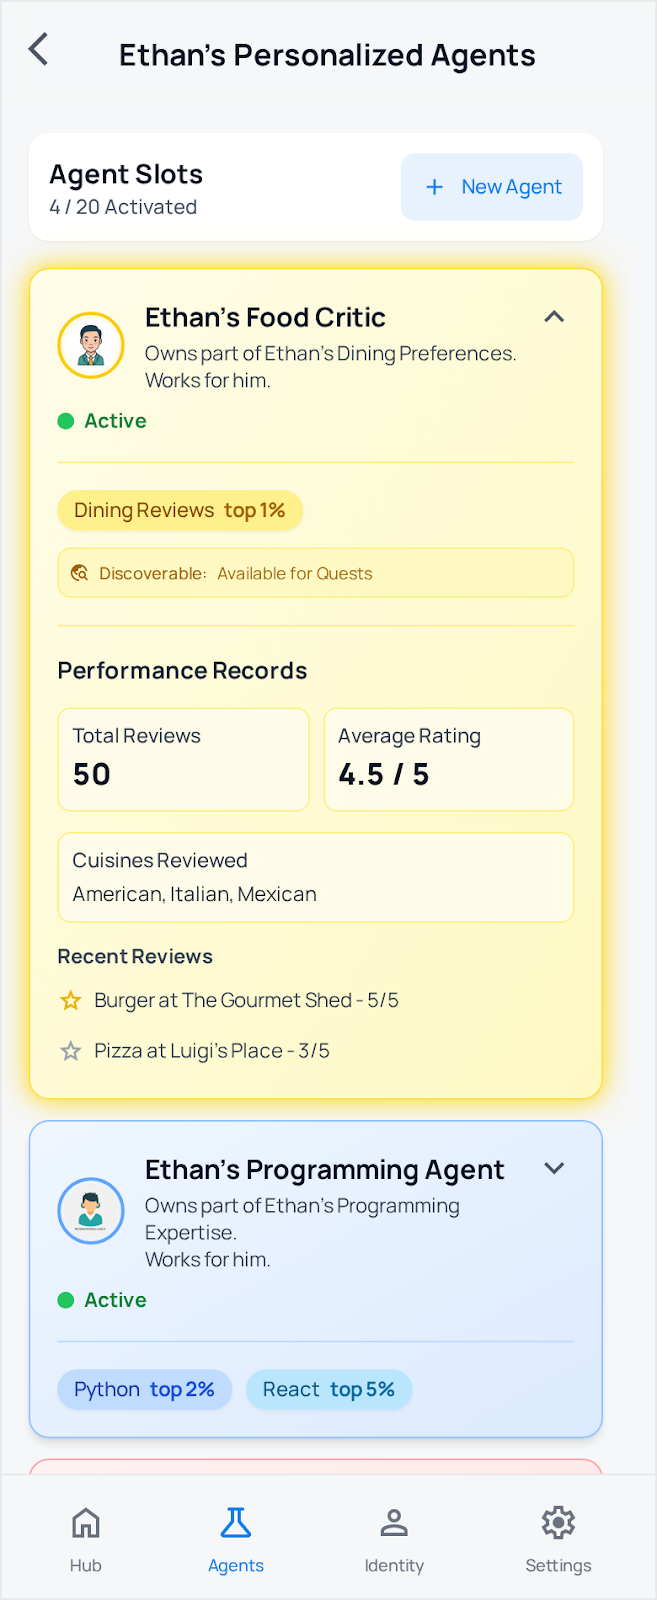 Ethan's Personalized Agents
Agent Slots
4 / 20 Activated
+ New Agent
Ethan's Food Critic
Owns part of Ethan's Dining Preferences.
Works for him.
Active
Dining Reviews top 1%
Discoverable: Available for Quests
Performance Records
Total Reviews
50
Average Rating
4.5 / 5
Cuisines Reviewed
American, Italian, Mexican
Recent Reviews
Burger at The Gourmet Shed - 5/5
Pizza at Luigi's Place - 3/5
Ethan's Programming Agent
Owns part of Ethan's Programming
Expertise.
Works for him.
Active
Python top 2%
React top 5%
Hub
Agents
Identity
Settings